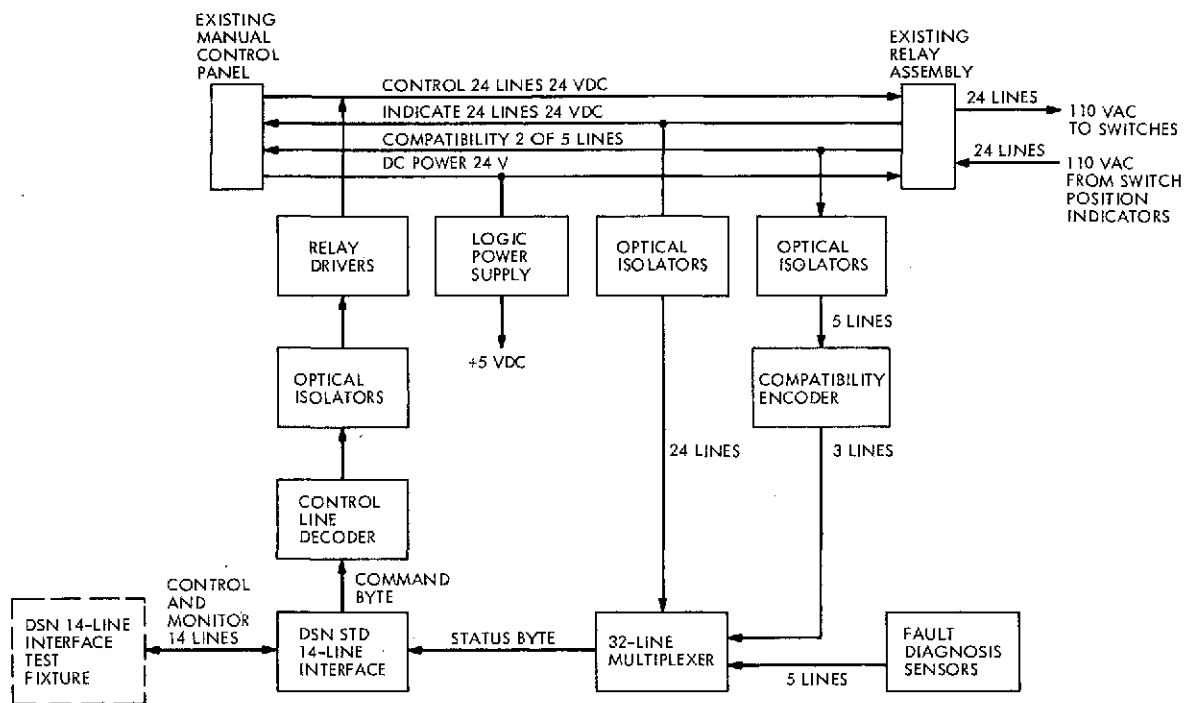 EXISTING
MANUAL
CONTROL
PANEL
EXISTING
RELAY
ASSEMBLY
CONTROL 24 LINES 24 VDC
INDICATE 24 LINES 24 VDC
COMPATIBILITY 2 OF 5 LINES
DC POWER 24 V
24 LINES
110 VAC
TO SWITCHES
24 LINES
110 VAC
FROM SWITCH
POSITION
INDICATORS
RELAY
DRIVERS
LOGIC
POWER
SUPPLY
OPTICAL
ISOLATORS
OPTICAL
ISOLATORS
+5 VDC
5 LINES
OPTICAL
ISOLATORS
COMPATIBILITY
ENCODER
24 LINES
3 LINES
CONTROL
LINE
DECODER
COMMAND
BYTE
CONTROL
AND
MONITOR
14 LINES
DSN 14-LINE
INTERFACE
TEST
FIXTURE
DSN STD
14-LINE
INTERFACE
STATUS BYTE
32-LINE
MULTIPLEXER
5 LINES
FAULT
DIAGNOSIS
SENSORS